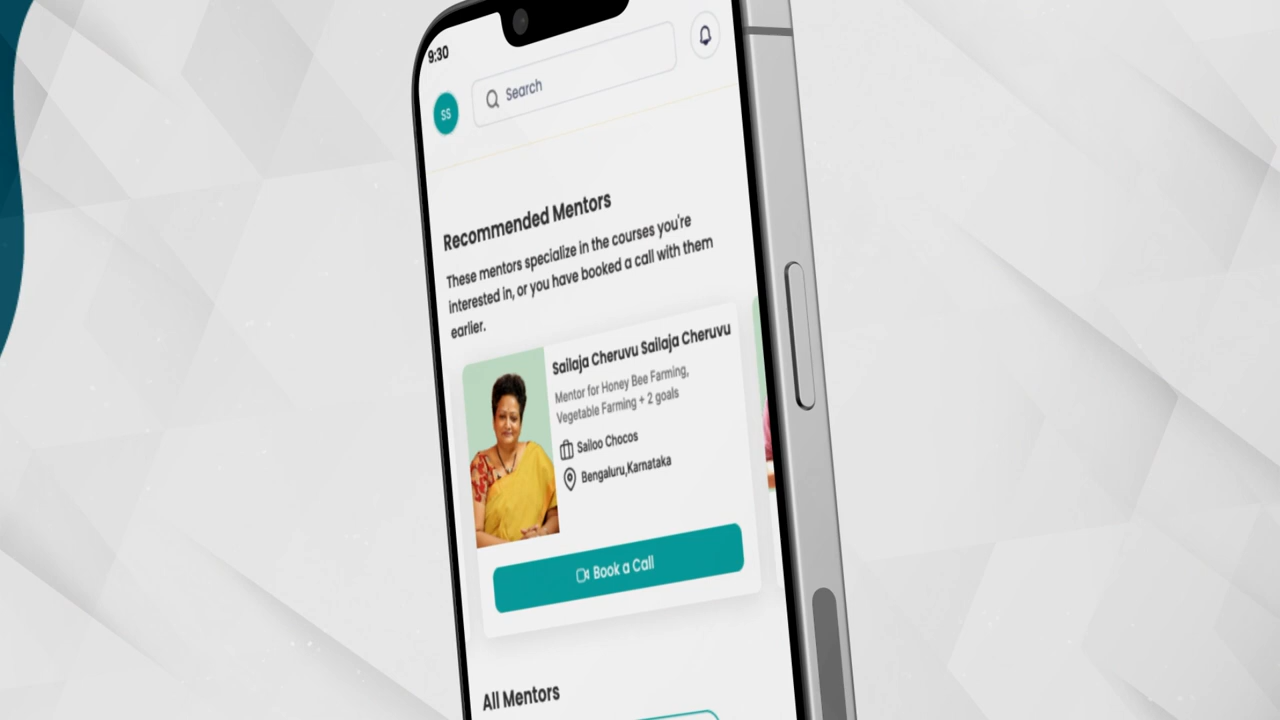 9:30
SS
Search
Recommended Mentors
These mentors specialize in the courses you're
interested in, or you have booked a call with them
earlier.
Sailaja Cheruvu Sailaja Cheruvu
Mentor for Honey Bee Farming,
Vegetable Farming + 2 goals
Sailoo Chocos
Bengaluru,Karnataka
Book a Call
All Mentors